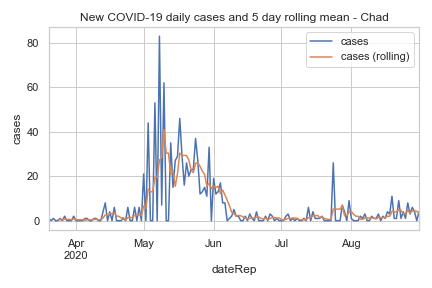 New COVID-19 daily cases and 5 day rolling mean - Chad
cases
cases (rolling)
80
60
40
20
0
cases
Apr
2020
May
Jun
Jul
Aug
dateRep